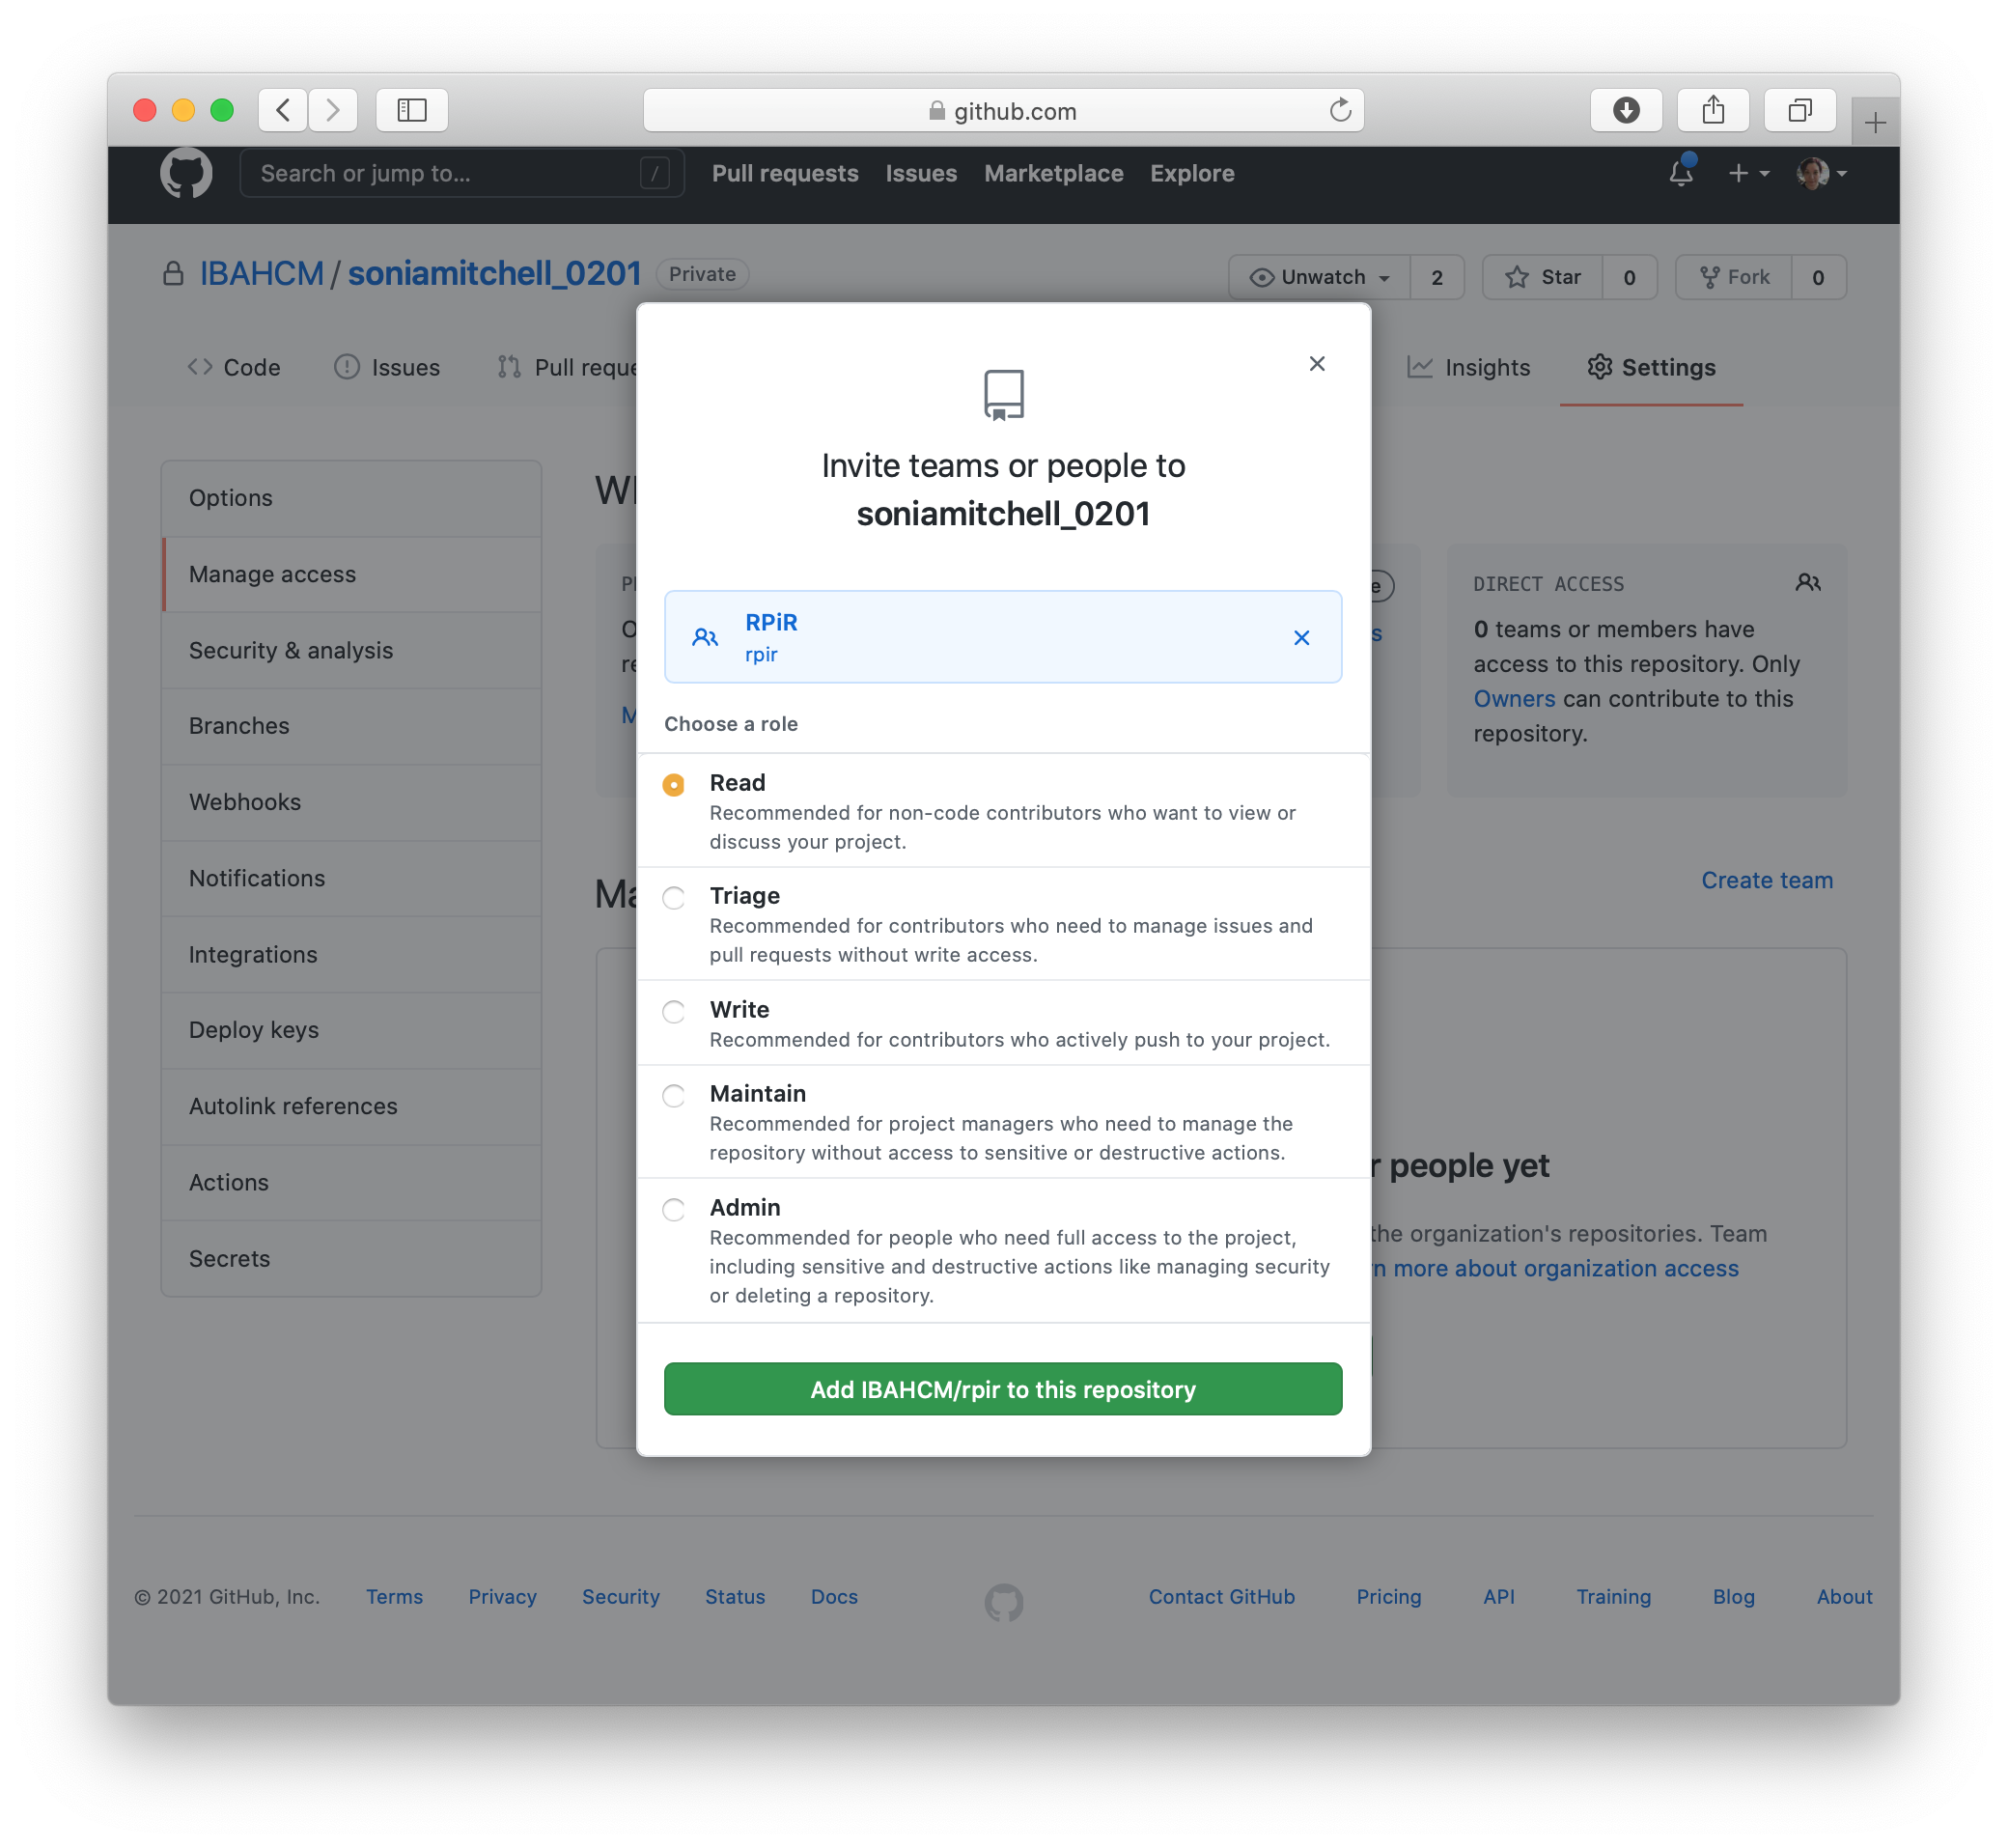 github.com
Search or jump to... /
Pull requests Issues Marketplace Explore
IBAHCM / soniamitchell_0201 Private
Unwatch 2 Star 0 Fork 0
Code Issues Pull reque Insights Settings
Invite teams or people to
soniamitchell_0201
Options
Manage access
Security & analysis
Branches
Webhooks
Notifications
Integrations
Deploy keys
Autolink references
Actions
Secrets
RPiR
rpir
Choose a role
Read
Recommended for non-code contributors who want to view or
discuss your project.
Triage
Recommended for contributors who need to manage issues and
pull requests without write access.
Write
Recommended for contributors who actively push to your project.
Maintain
Recommended for project managers who need to manage the
repository without access to sensitive or destructive actions.
Admin
Recommended for people who need full access to the project,
including sensitive and destructive actions like managing security
or deleting a repository.
Add IBAHCM/rpir to this repository
DIRECT ACCESS
0 teams or members have
access to this repository. Only
Owners can contribute to this
repository.
Create team
r people yet
the organization's repositories. Team
n more about organization access
© 2021 GitHub, Inc. Terms Privacy Security Status Docs Contact GitHub Pricing API Training Blog About